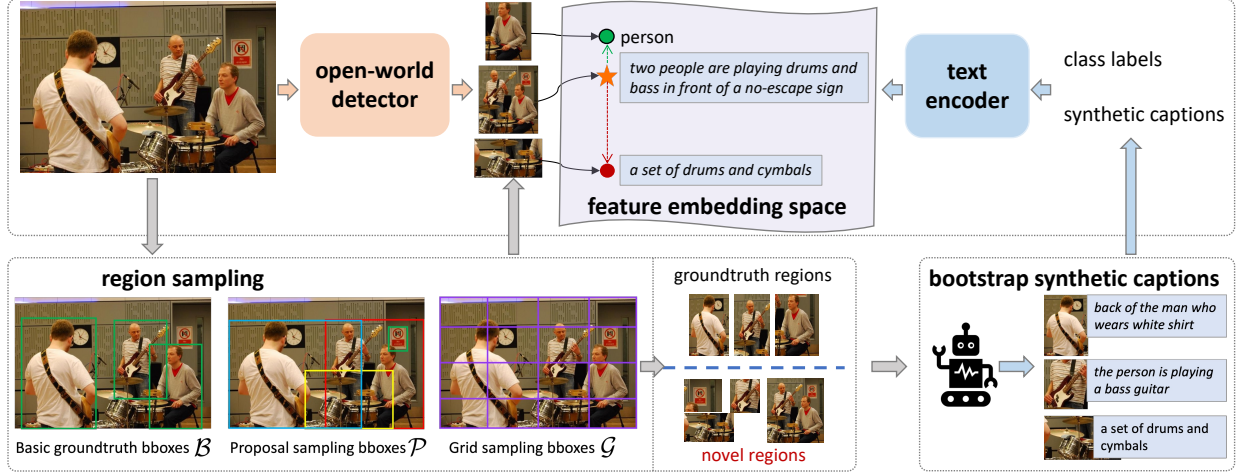 open-world
detector
person
two people are playing drums and
bass in front of a no-escape sign
a set of drums and cymbals
feature embedding space
text
encoder
class labels
synthetic captions
region sampling
Basic groundtruth bboxes B
Proposal sampling bboxes P
Grid sampling bboxes G
groundtruth regions
novel regions
bootstrap synthetic captions
back of the man who
wears white shirt
the person is playing
a bass guitar
a set of drums and
cymbals